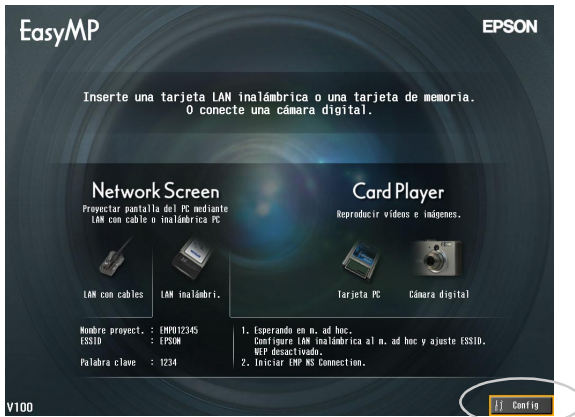 EasyMP
EPSON
Inserte una tarjeta LAN inalámbrica o una tarjeta de memoria.
O conecte una cámara digital.
Network Screen
Proyectar pantalla del PC mediante
LAN con cable o inalámbrica PC
Card Player
Reproducir vídeos e imágenes.
LAN con cables
LAN inalámbri.
Tarjeta PC
Cámara digital
Nombre proyect. : EMP012345
ESSID : EPSON
Palabra clave : 1234
1. Esperando en m. ad hoc.
Configure LAN inalámbrica al m. ad hoc y ajuste ESSID.
WEP desactivado.
2. Iniciar EMP NS Connection.
V100
Config